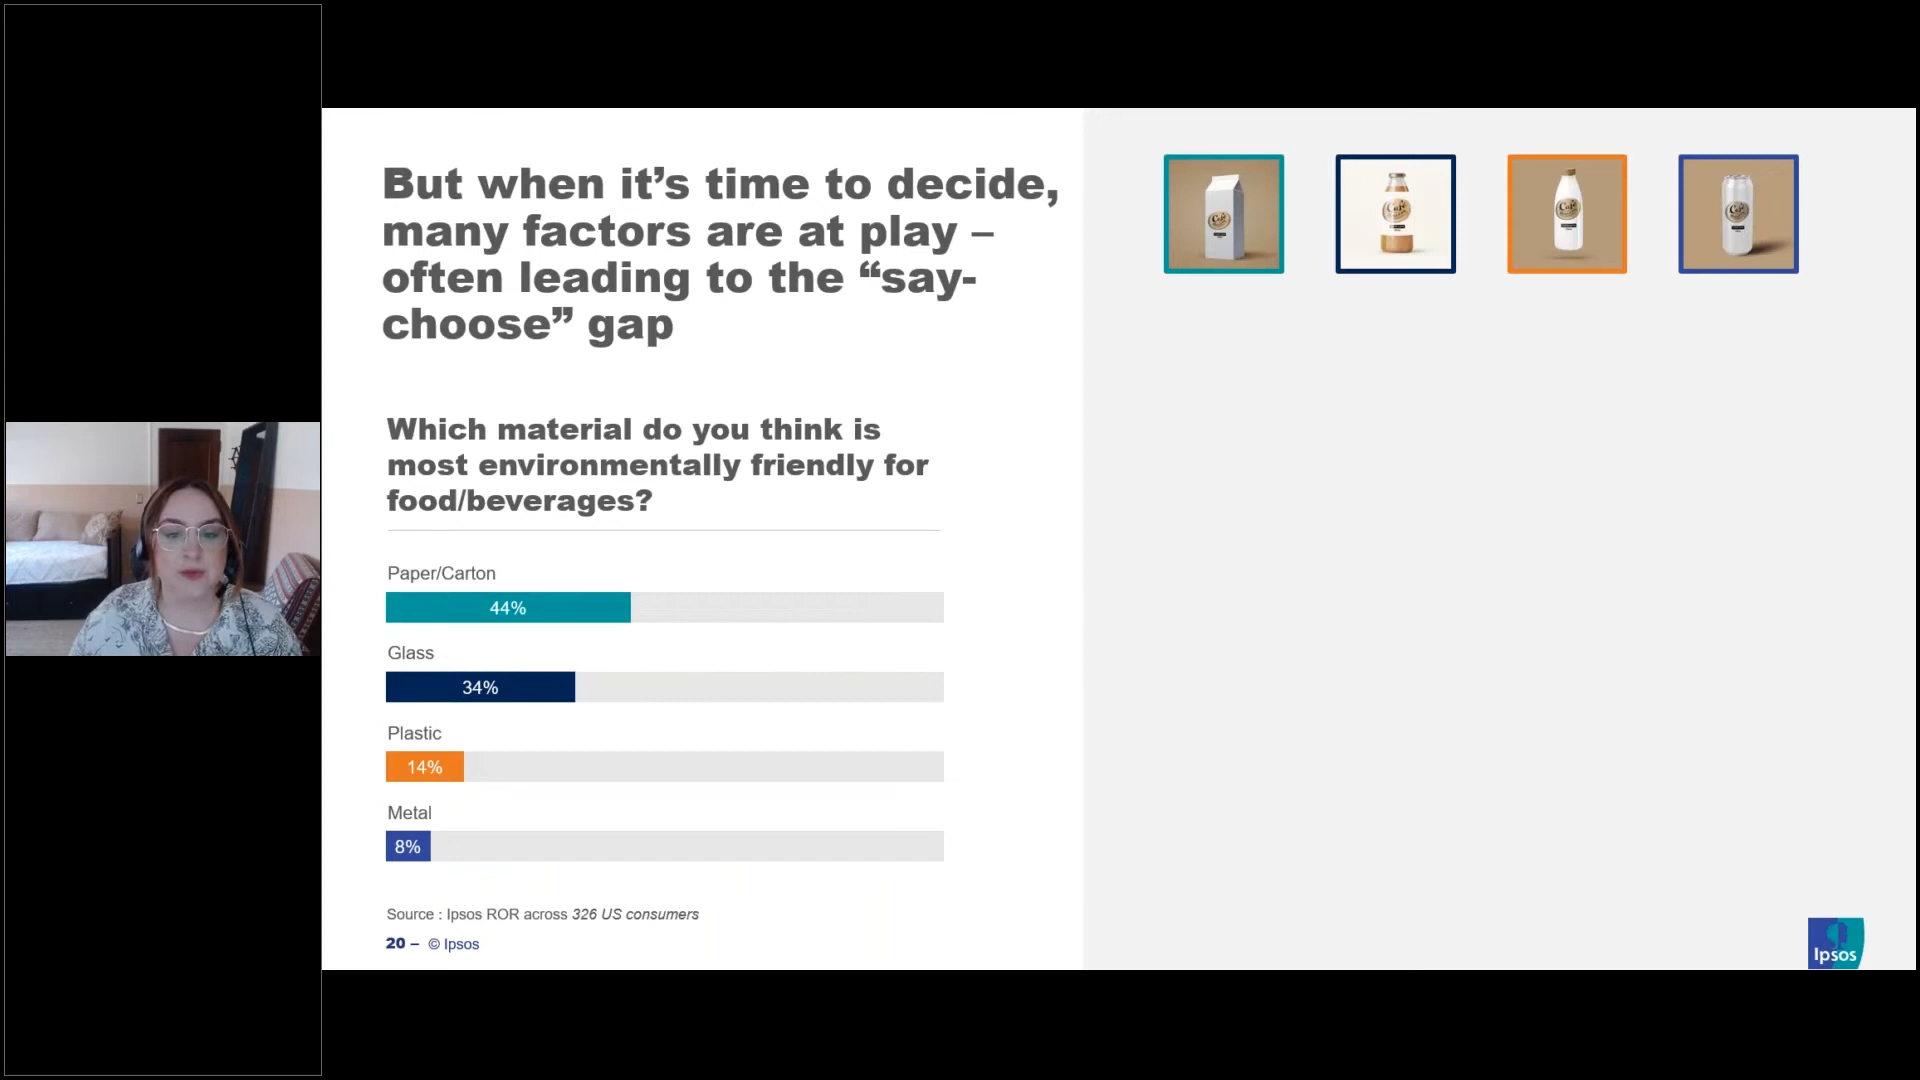 But when it’s time to decide,
many factors are at play –
often leading to the “say-
choose” gap
Which material do you think is
most environmentally friendly for
food/beverages?
Paper/Carton
44%
Glass
34%
Plastic
14%
Metal
8%
Source : Ipsos ROR across 326 US consumers
20 – © Ipsos
Ipsos